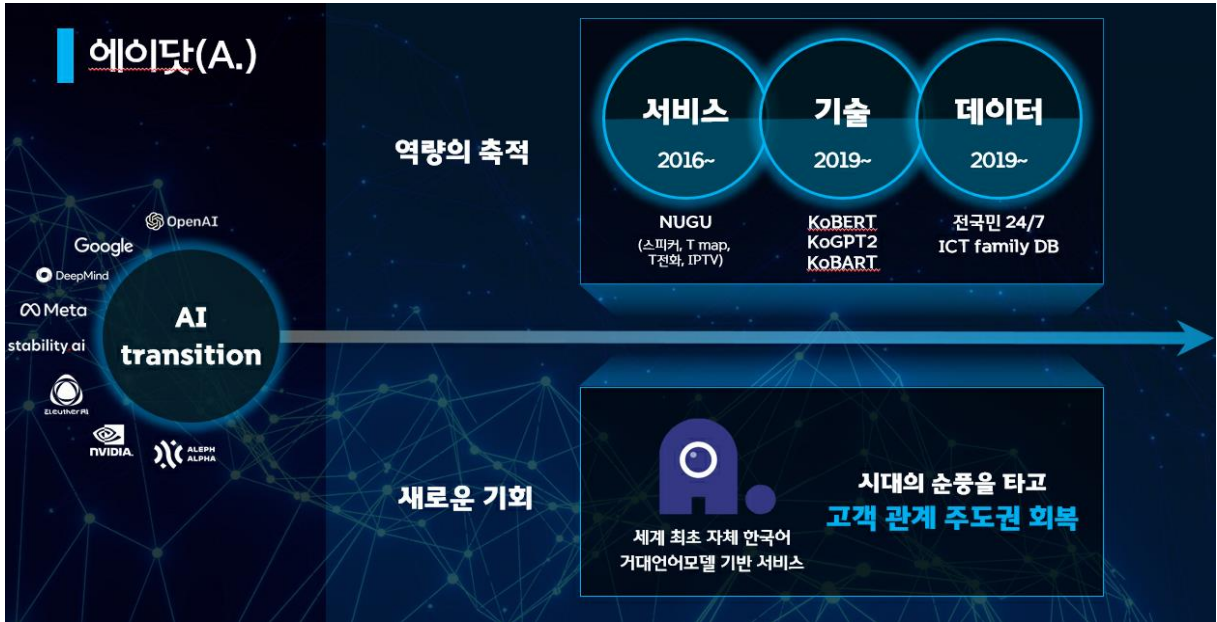 에이닷(A.)
OpenAI
Google
DeepMind
Meta
stability ai
EleutherAI
NVIDIA.
ALEPH
ALPHA
AI
transition
역량의 축적
서비스
2016~
NUGU
(스피커, T map,
T전화, IPTV)
기술
2019~
KoBERT
KoGPT2
KoBART
데이터
2019~
전국민 24/7
ICT family DB
새로운 기회
세계 최초 자체 한국어
거대언어모델 기반 서비스
시대의 순풍을 타고
고객 관계 주도권 회복